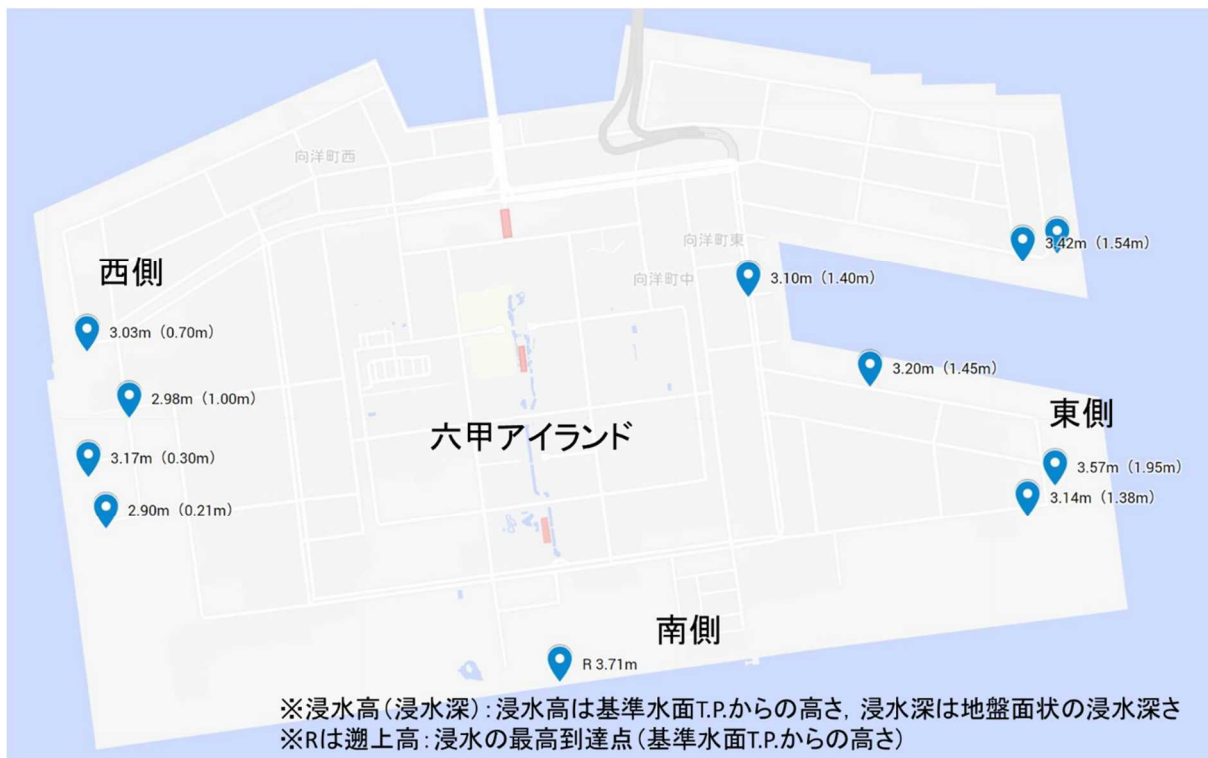 向洋町西
向洋町東
3.42m（1.54m）
西側
向洋町中
3.10m（1.40m）
3.03m（0.70m）
3.20m（1.45m）
2.98m（1.00m）
東側
六甲アイランド
3.17m（0.30m）
3.57m（1.95m）
3.14m（1.38m）
2.90m（0.21m）
南側
R 3.71m
※浸水高（浸水深）：浸水高は基準水面T.P.からの高さ，浸水深は地盤面状の浸水深さ
※Rは遡上高：浸水の最高到達点（基準水面T.P.からの高さ）